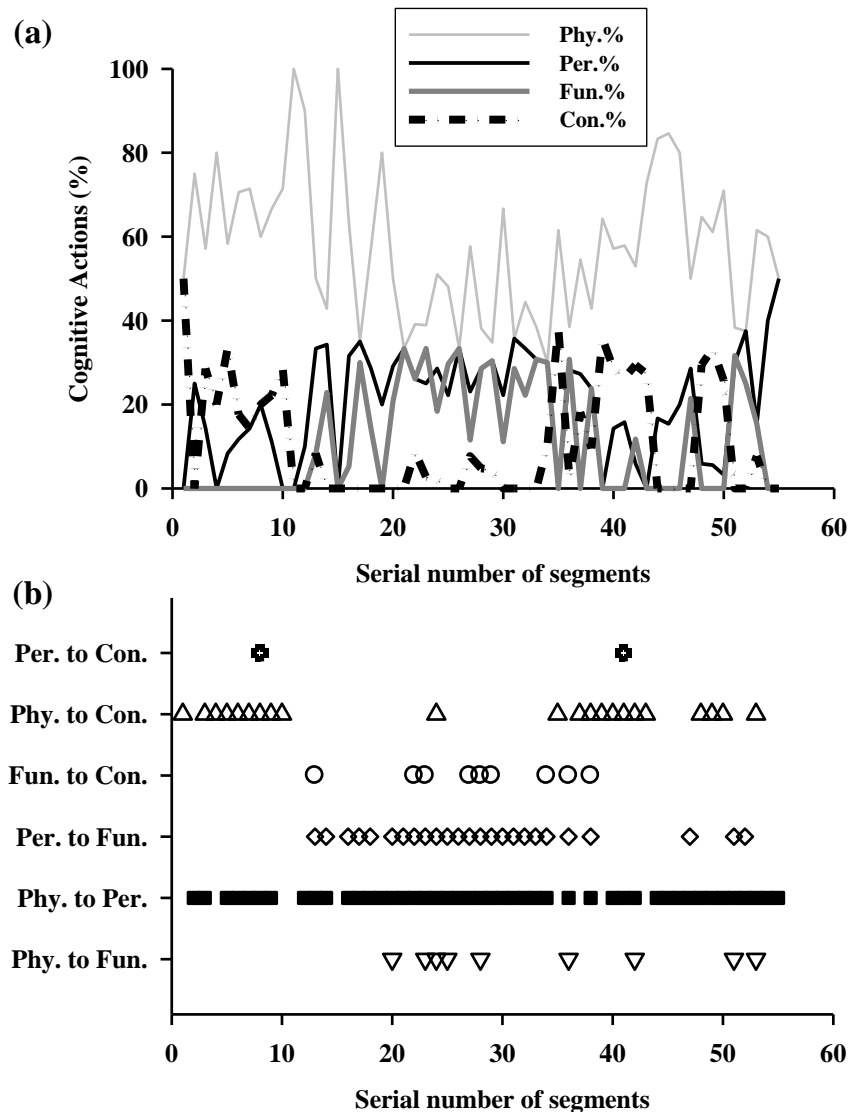 (a)
Phy.%
Per.%
Fun.%
Con.%
100
80
60
40
20
0
Cognitive Actions (%)
0 10 20 30 40 50 60
Serial number of segments
(b)
Per. to Con.
Phy. to Con.
Fun. to Con.
Per. to Fun.
Phy. to Per.
Phy. to Fun.
0 10 20 30 40 50 60
Serial number of segments